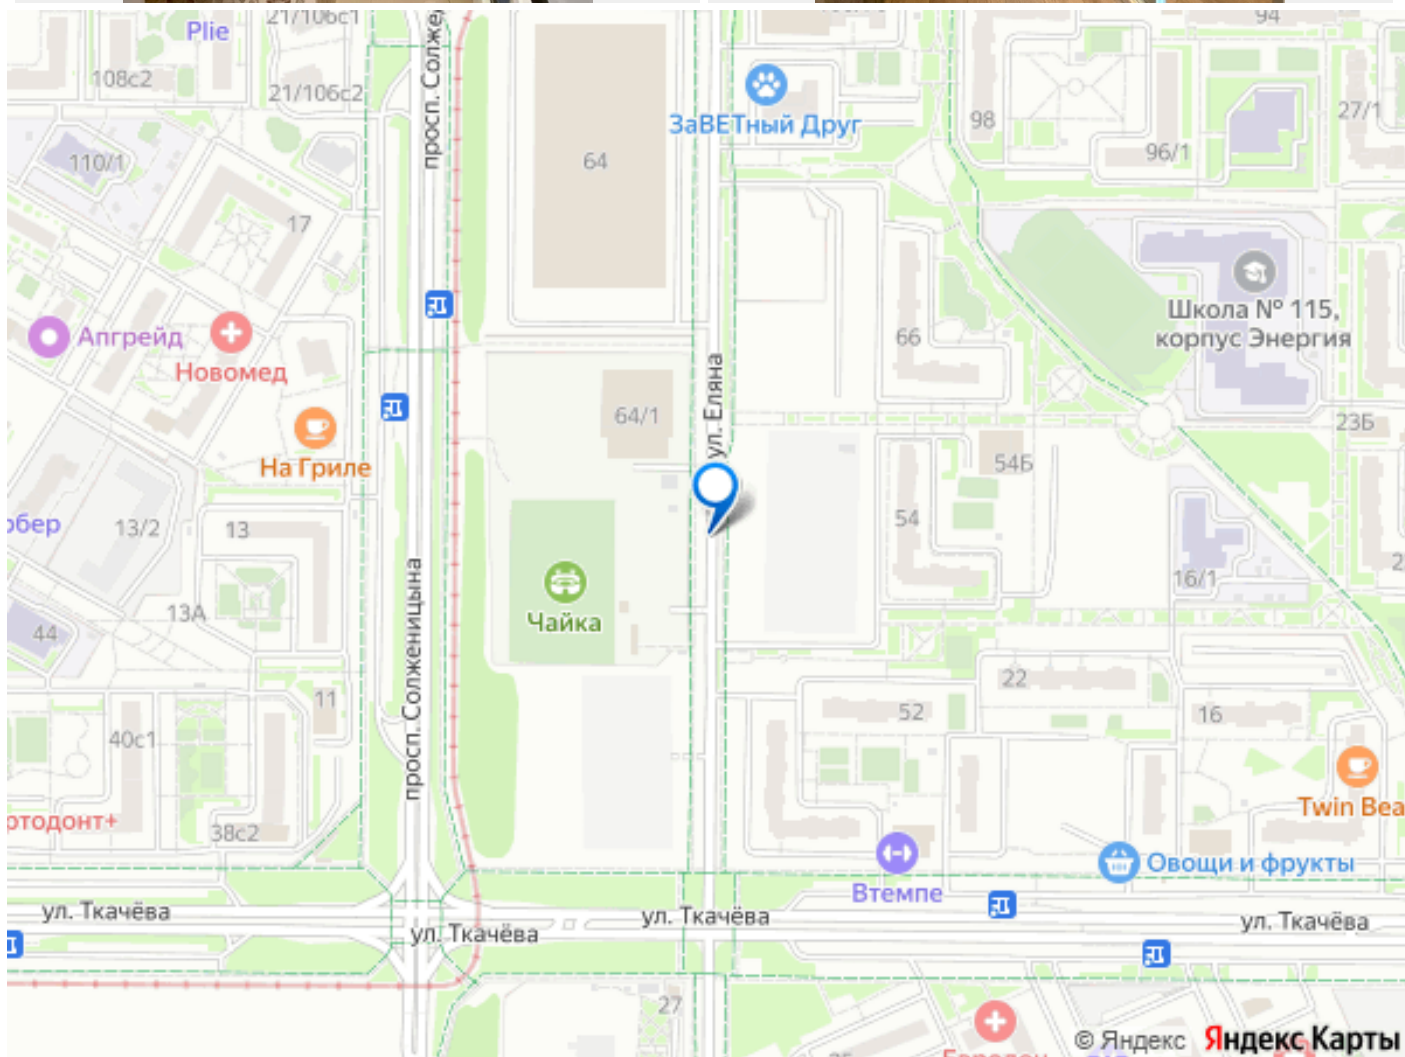 21/106с1
94
Plie
просп. Солже
108с2
21/106с2
27/1
98
ЗаВЕТный Друг
110/1
64
96/1
17
Школа № 115,
корпус Энергия
Апгрейд
Новомед
66
ул. Еляна
64/1
23Б
На Гриле
54Б
13/2
13
54
16/1
13А
Чайка
44
просп. Солженицына
22
11
52
16
40с1
Twin Bea
38с2
Овощи и фрукты
Втемпе
ул. Ткачёва
ул. Ткачёва
ул. Ткачёва
ул. Ткачёва
27
© Яндекс Яндекс Карты